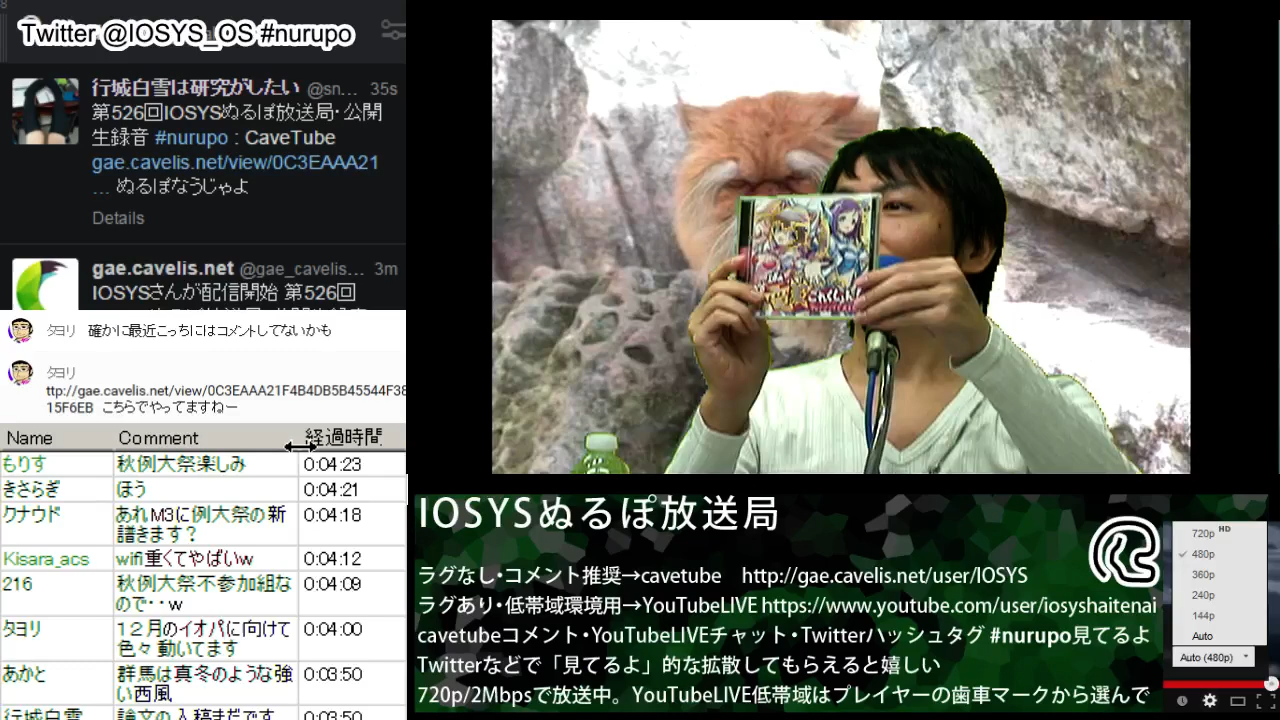 Twitter @IOSYS_OS #nurupo
行城白雪は研究がしたい @sn... 35s
第526回IOSYSぬるぽ放送局・公開
生録音 #nurupo : CaveTube
gae.cavelis.net/view/0C3EAAA21
... ぬるぽなうじゃよ
Details
gae.cavelis.net @gae_cavelis... 3m
IOSYSさんが配信開始 第526回
タヨリ 確かに最近こっちにはコメントしてないかも
タヨリ
ttp://gae.cavelis.net/view/0C3EAAA21F4B4DB5B45544F38
15F6EB こちらでやってますねー
Name Comment 経過時間
もりす 秋例大祭楽しみ 0:04:23
きさらぎ ほう 0:04:21
クナウド あれM3に例大祭の新 0:04:18
譜きます？
Kisara_acs wifi重くてやばいw 0:04:12
216 秋例大祭不参加組な 0:04:09
ので・・w
タヨリ 12月のイオパに向けて 0:04:00
色々 動いてます
あかと 群馬は真冬のような強 0:03:50
い西風
行城白雪 論文の入稿まだです 0:03:50
IOSYSぬるぽ放送局
ラグなし・コメント推奨→cavetube http://gae.cavelis.net/user/IOSYS
ラグあり・低帯域環境用→YouTubeLIVE https://www.youtube.com/user/iosyshaitenai
cavetubeコメント・YouTubeLIVEチャット・Twitterハッシュタグ #nurupo見てるよ
Twitterなどで「見てるよ」的な拡散してもらえると嬉しい
720p/2Mbpsで放送中。YouTubeLIVE低帯域はプレイヤーの歯車マークから選んで
720p HD
480p
360p
240p
144p
Auto
Auto (480p)